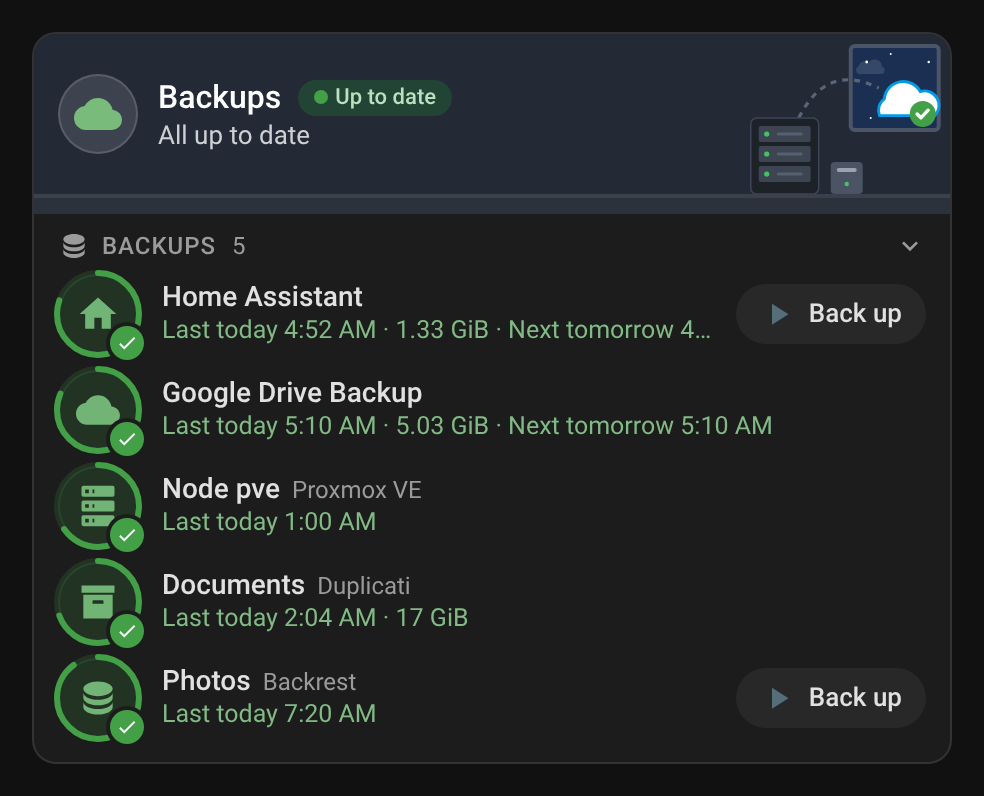 Backups Up to date
All up to date
BACKUPS 5
Home Assistant
Last today 4:52 AM · 1.33 GiB · Next tomorrow 4…
Back up
Google Drive Backup
Last today 5:10 AM · 5.03 GiB · Next tomorrow 5:10 AM
Node pve Proxmox VE
Last today 1:00 AM
Documents Duplicati
Last today 2:04 AM · 17 GiB
Photos Backrest
Last today 7:20 AM
Back up